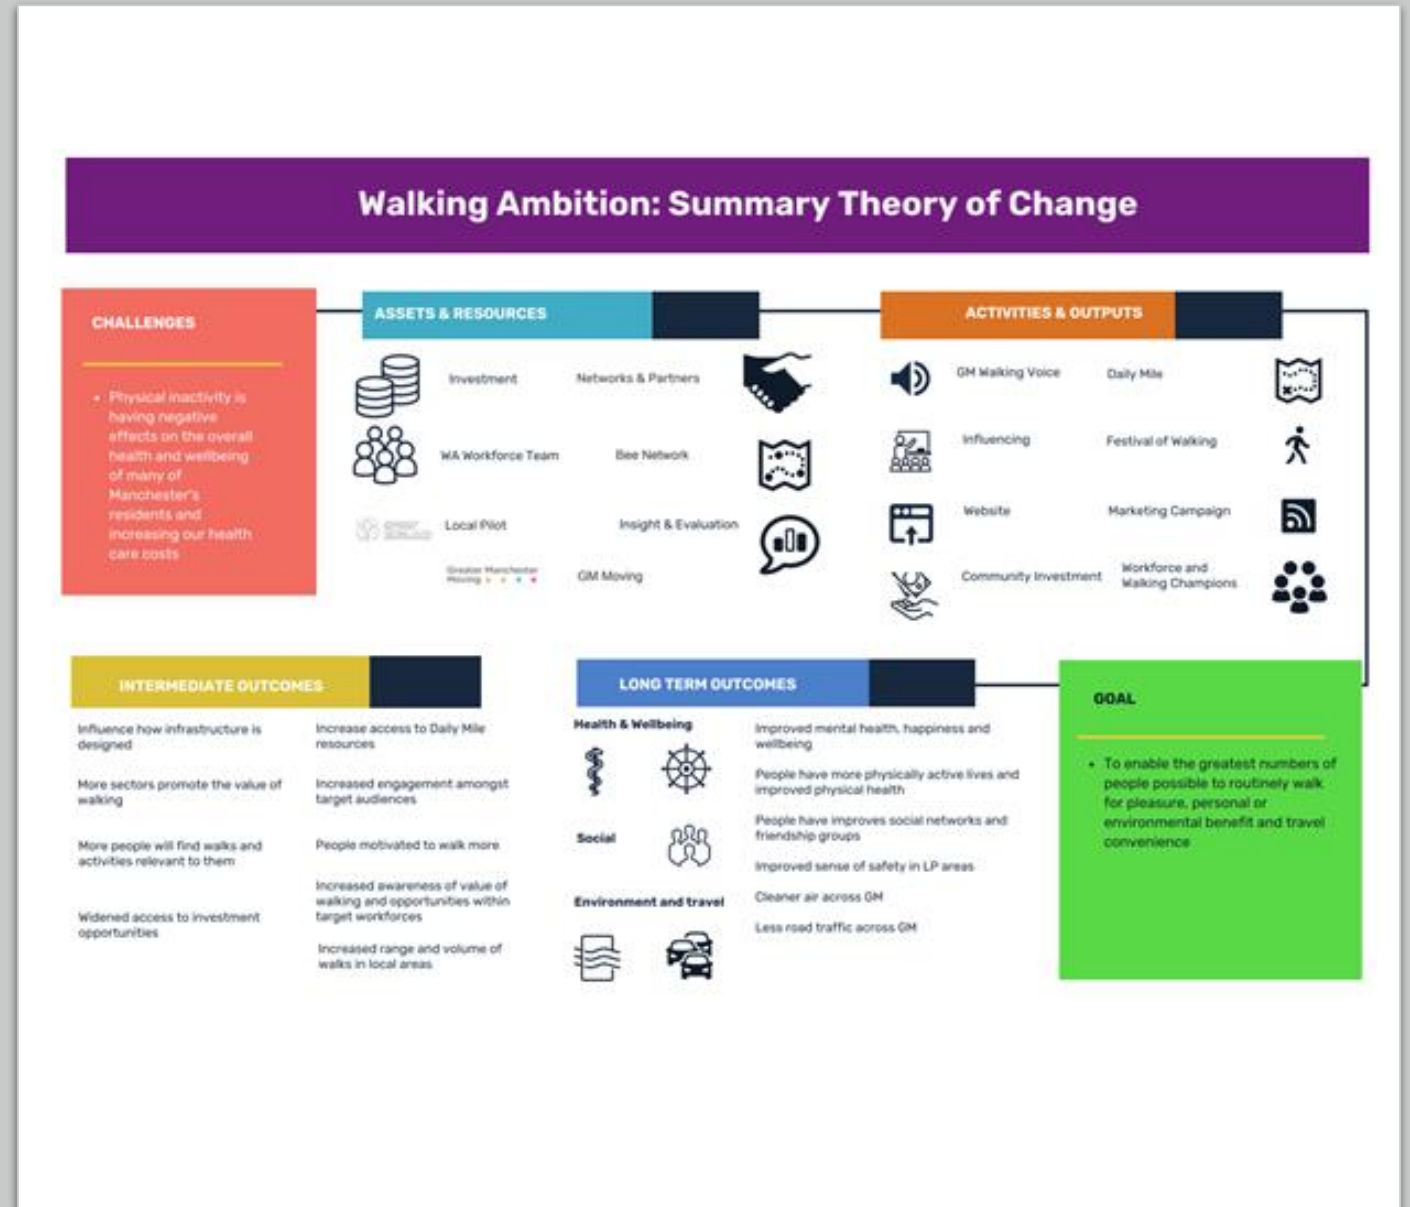 Walking Ambition: Summary Theory of Change
CHALLENGES
• Physical inactivity is
having negative
effects on the overall
health and wellbeing
of many of
Manchester's
residents and
increasing our health
care costs
ASSETS & RESOURCES
Investment
Networks & Partners
WA Workforce Team
Bee Network
Local Pilot
Insight & Evaluation
Greater Manchester
Moving
GM Moving
ACTIVITIES & OUTPUTS
GM Walking Voice
Daily Mile
Influencing
Festival of Walking
Website
Marketing Campaign
Community Investment
Workforce and
Walking Champions
INTERMEDIATE OUTCOMES
Influence how infrastructure is
designed
More sectors promote the value of
walking
More people will find walks and
activities relevant to them
Widened access to investment
opportunities
Increase access to Daily Mile
resources
Increased engagement amongst
target audiences
People motivated to walk more
Increased awareness of value of
walking and opportunities within
target workforces
Increased range and volume of
walks in local areas
LONG TERM OUTCOMES
Health & Wellbeing
Social
Environment and travel
Improved mental health, happiness and
wellbeing
People have more physically active lives and
improved physical health
People have improves social networks and
friendship groups
Improved sense of safety in LP areas
Cleaner air across GM
Less road traffic across GM
GOAL
• To enable the greatest numbers of
people possible to routinely walk
for pleasure, personal or
environmental benefit and travel
convenience